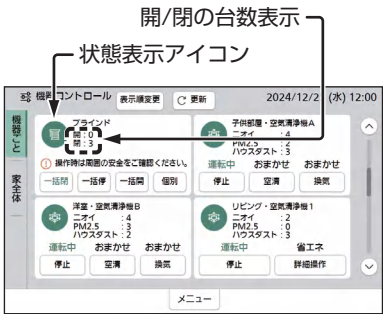 開/閉の台数表示
状態表示アイコン
機器コントロール 表示順変更 更新 2024/12/2 (水) 12:00
機器ごと
家全体
ブラインド
開:0
閉:3
! 操作時は周囲の安全をご確認ください。
一括閉 一括停 一括開 個別
子供部屋・空気清浄機A
ニオイ :4
PM2.5 :2
ハウスダスト:3
運転中 おまかせ おまかせ
停止 空清 換気
洋室・空気清浄機B
ニオイ :4
PM2.5 :3
ハウスダスト:2
運転中 おまかせ おまかせ
停止 空清 換気
リビング・空気清浄機1
ニオイ :2
PM2.5 :0
ハウスダスト:3
運転中 省エネ
停止 詳細操作
メニュー